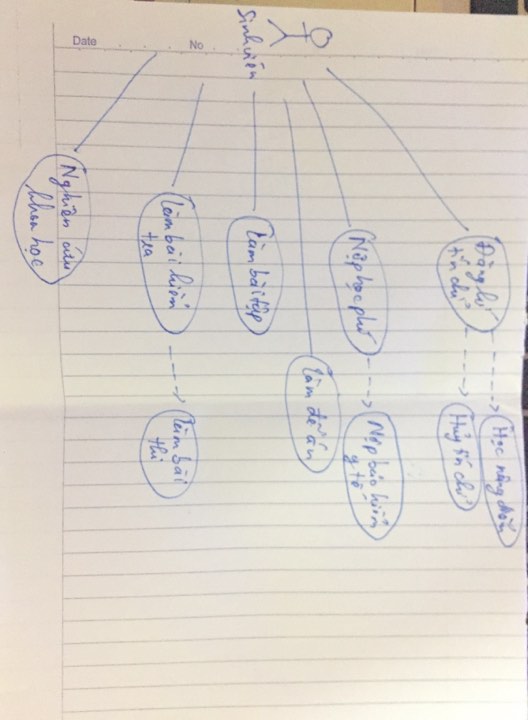 Date
No
Sinh viên
Đăng kí
tín chỉ
Học nâng điểm
Huỷ tín chỉ
Nộp học phí
Nộp bảo hiểm
y tế
Làm đồ án
Làm bài tập
Làm bài kiểm
tra
Làm bài
thi
Nghiên cứu
khoa học